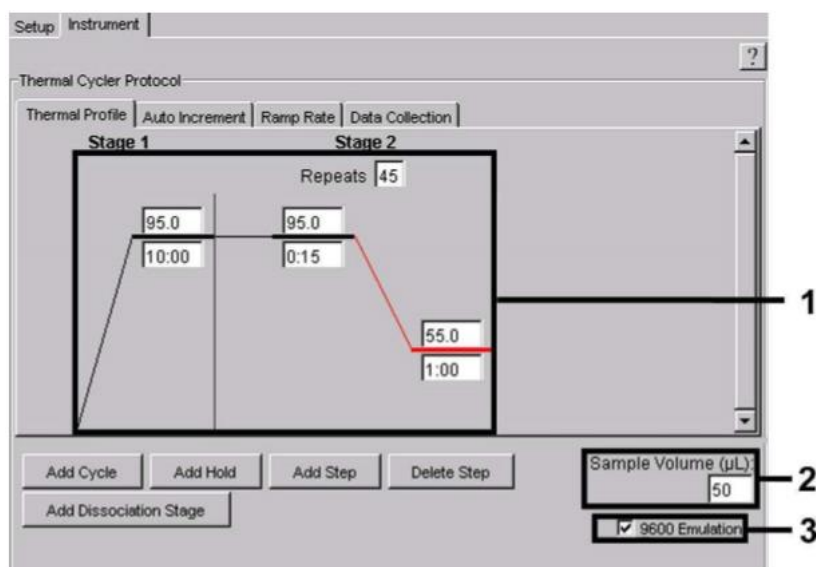 Setup Instrument
?
Thermal Cycler Protocol
Thermal Profile Auto Increment Ramp Rate Data Collection
Stage 1 Stage 2
Repeats 45
95.0 95.0
10:00 0:15
1
55.0
1:00
Add Cycle Add Hold Add Step Delete Step
Sample Volume (µL):
50
2
Add Dissociation Stage
9600 Emulation
3